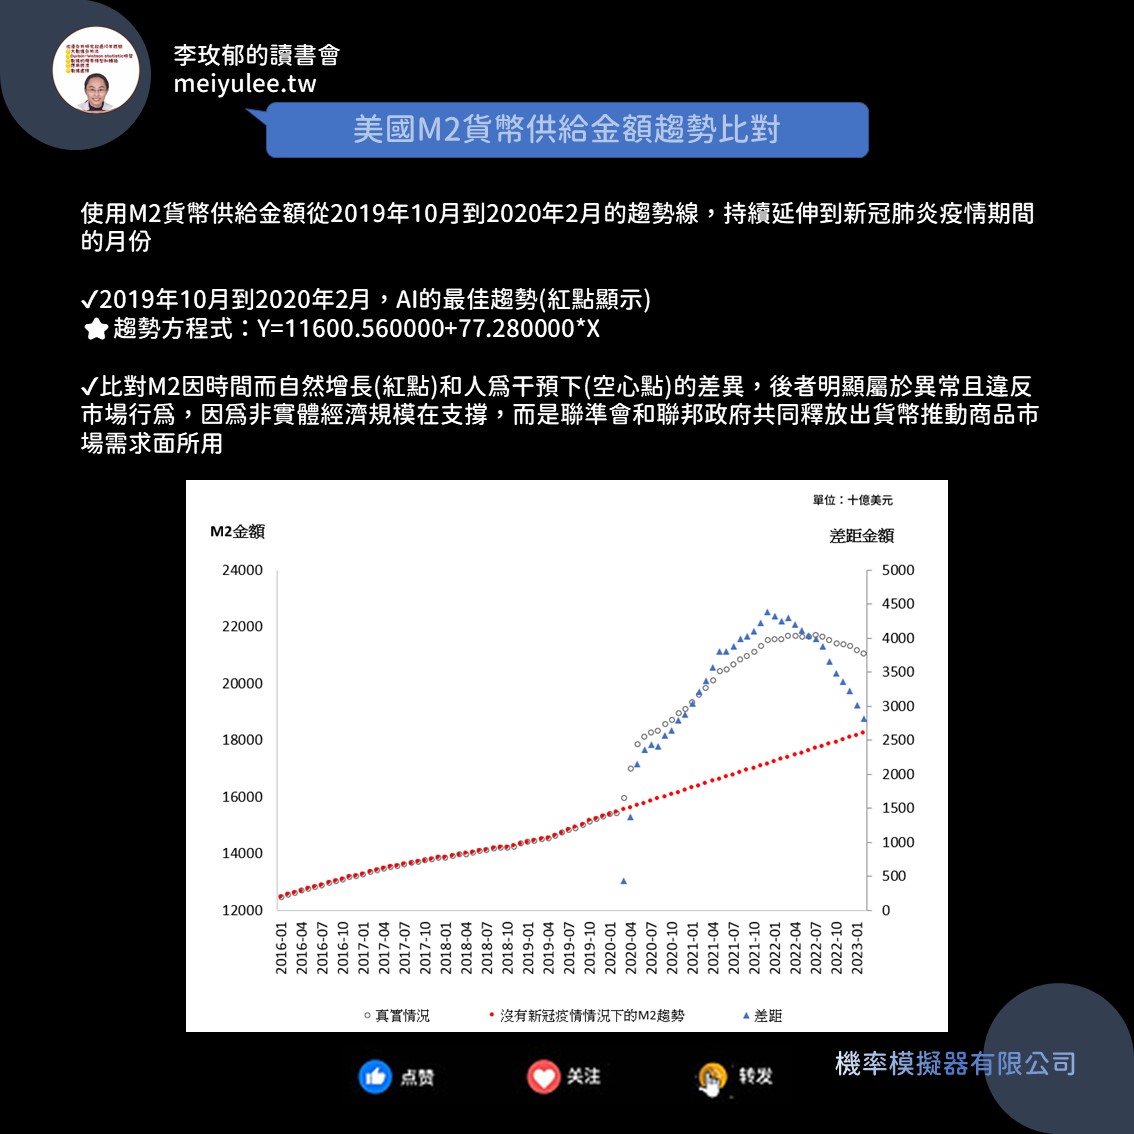 李玫郁的讀書會
meiyulee.tw
美國M2貨幣供給金額趨勢比對
使用M2貨幣供給金額從2019年10月到2020年2月的趨勢線，持續延伸到新冠肺炎疫情期間
的月份
✓2019年10月到2020年2月，AI的最佳趨勢(紅點顯示)
★趨勢方程式：Y=11600.560000+77.280000*X
✓比對M2因時間而自然增長(紅點)和人爲干預下(空心點)的差異，後者明顯屬於異常且違反
市場行爲，因爲非實體經濟規模在支撐，而是聯準會和聯邦政府共同釋放出貨幣推動商品市
場需求面所用
單位：十億美元
M2金額
差距金額
24000
22000
20000
18000
16000
14000
12000
5000
4500
4000
3500
3000
2500
2000
1500
1000
500
0
2016-01
2016-04
2016-07
2016-10
2017-01
2017-04
2017-07
2017-10
2018-01
2018-04
2018-07
2018-10
2019-01
2019-04
2019-07
2019-10
2020-01
2020-04
2020-07
2020-10
2021-01
2021-04
2021-07
2021-10
2022-01
2022-04
2022-07
2022-10
2023-01
真實情況
沒有新冠疫情情況下的M2趨勢
差距
点赞
关注
转发
機率模擬器有限公司